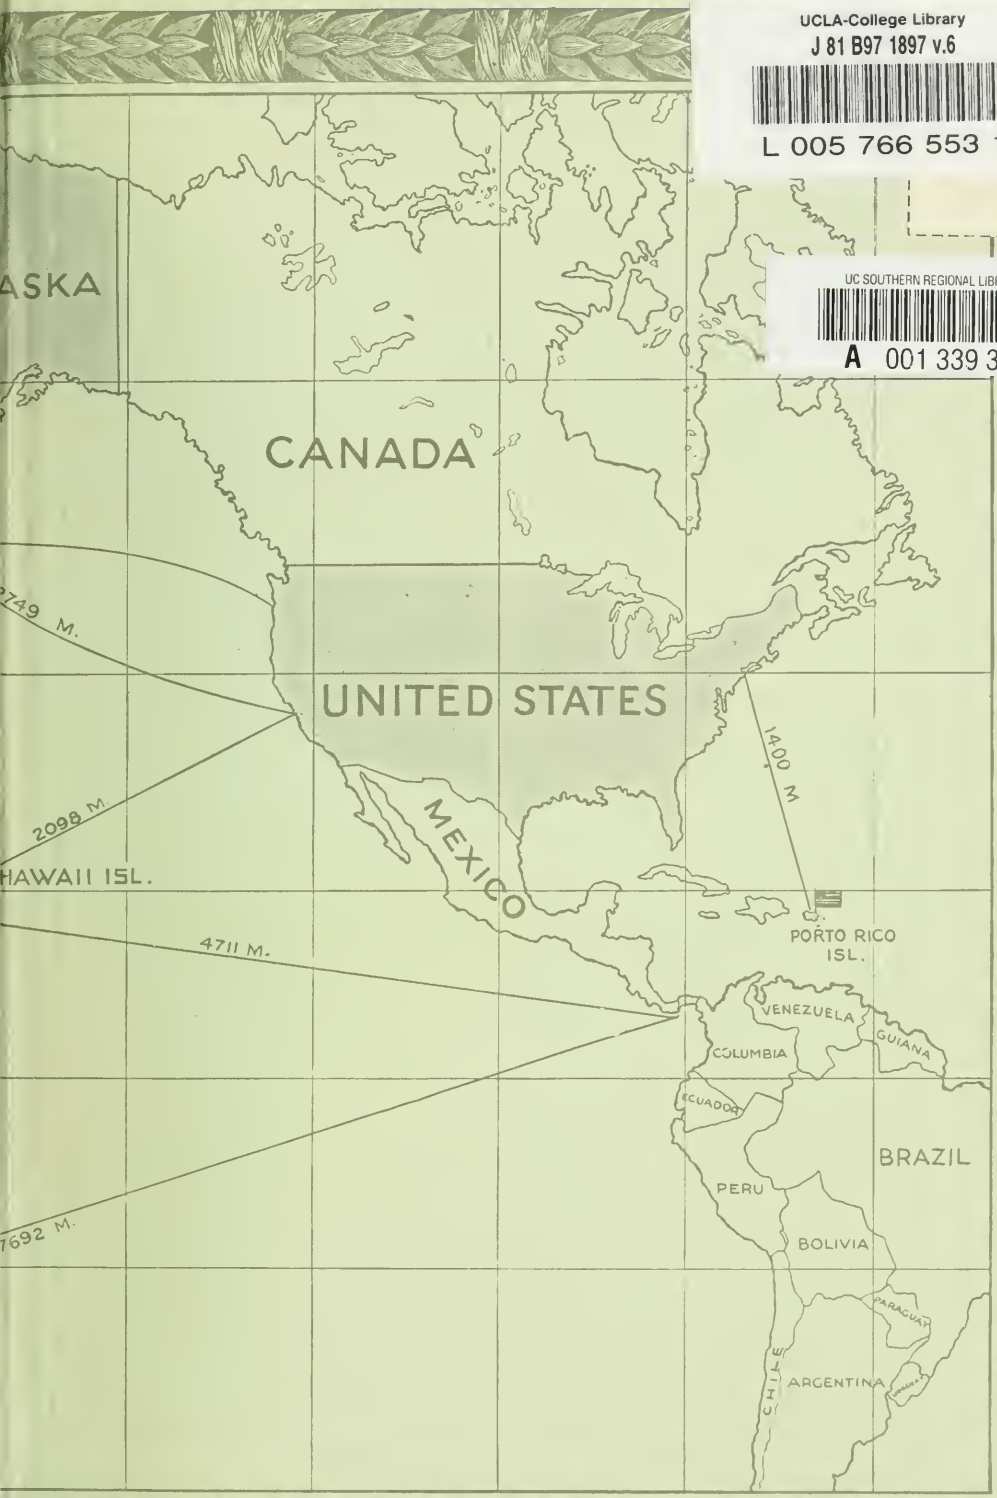 UCLA-College Library
J 81 B97 1897 v.6
L 005 766 553
UC SOUTHERN REGIONAL LIB
A 001 339 3
ASKA
CANADA
749 M.
UNITED STATES
1400 M
2098 M.
MEXICO
HAWAII ISL.
4711 M.
PORTO RICO
ISL.
VENEZUELA
GUIANA
COLUMBIA
ECUADOR
BRAZIL
PERU
7692 M.
BOLIVIA
PARAGUAY
CHILE
ARGENTINA